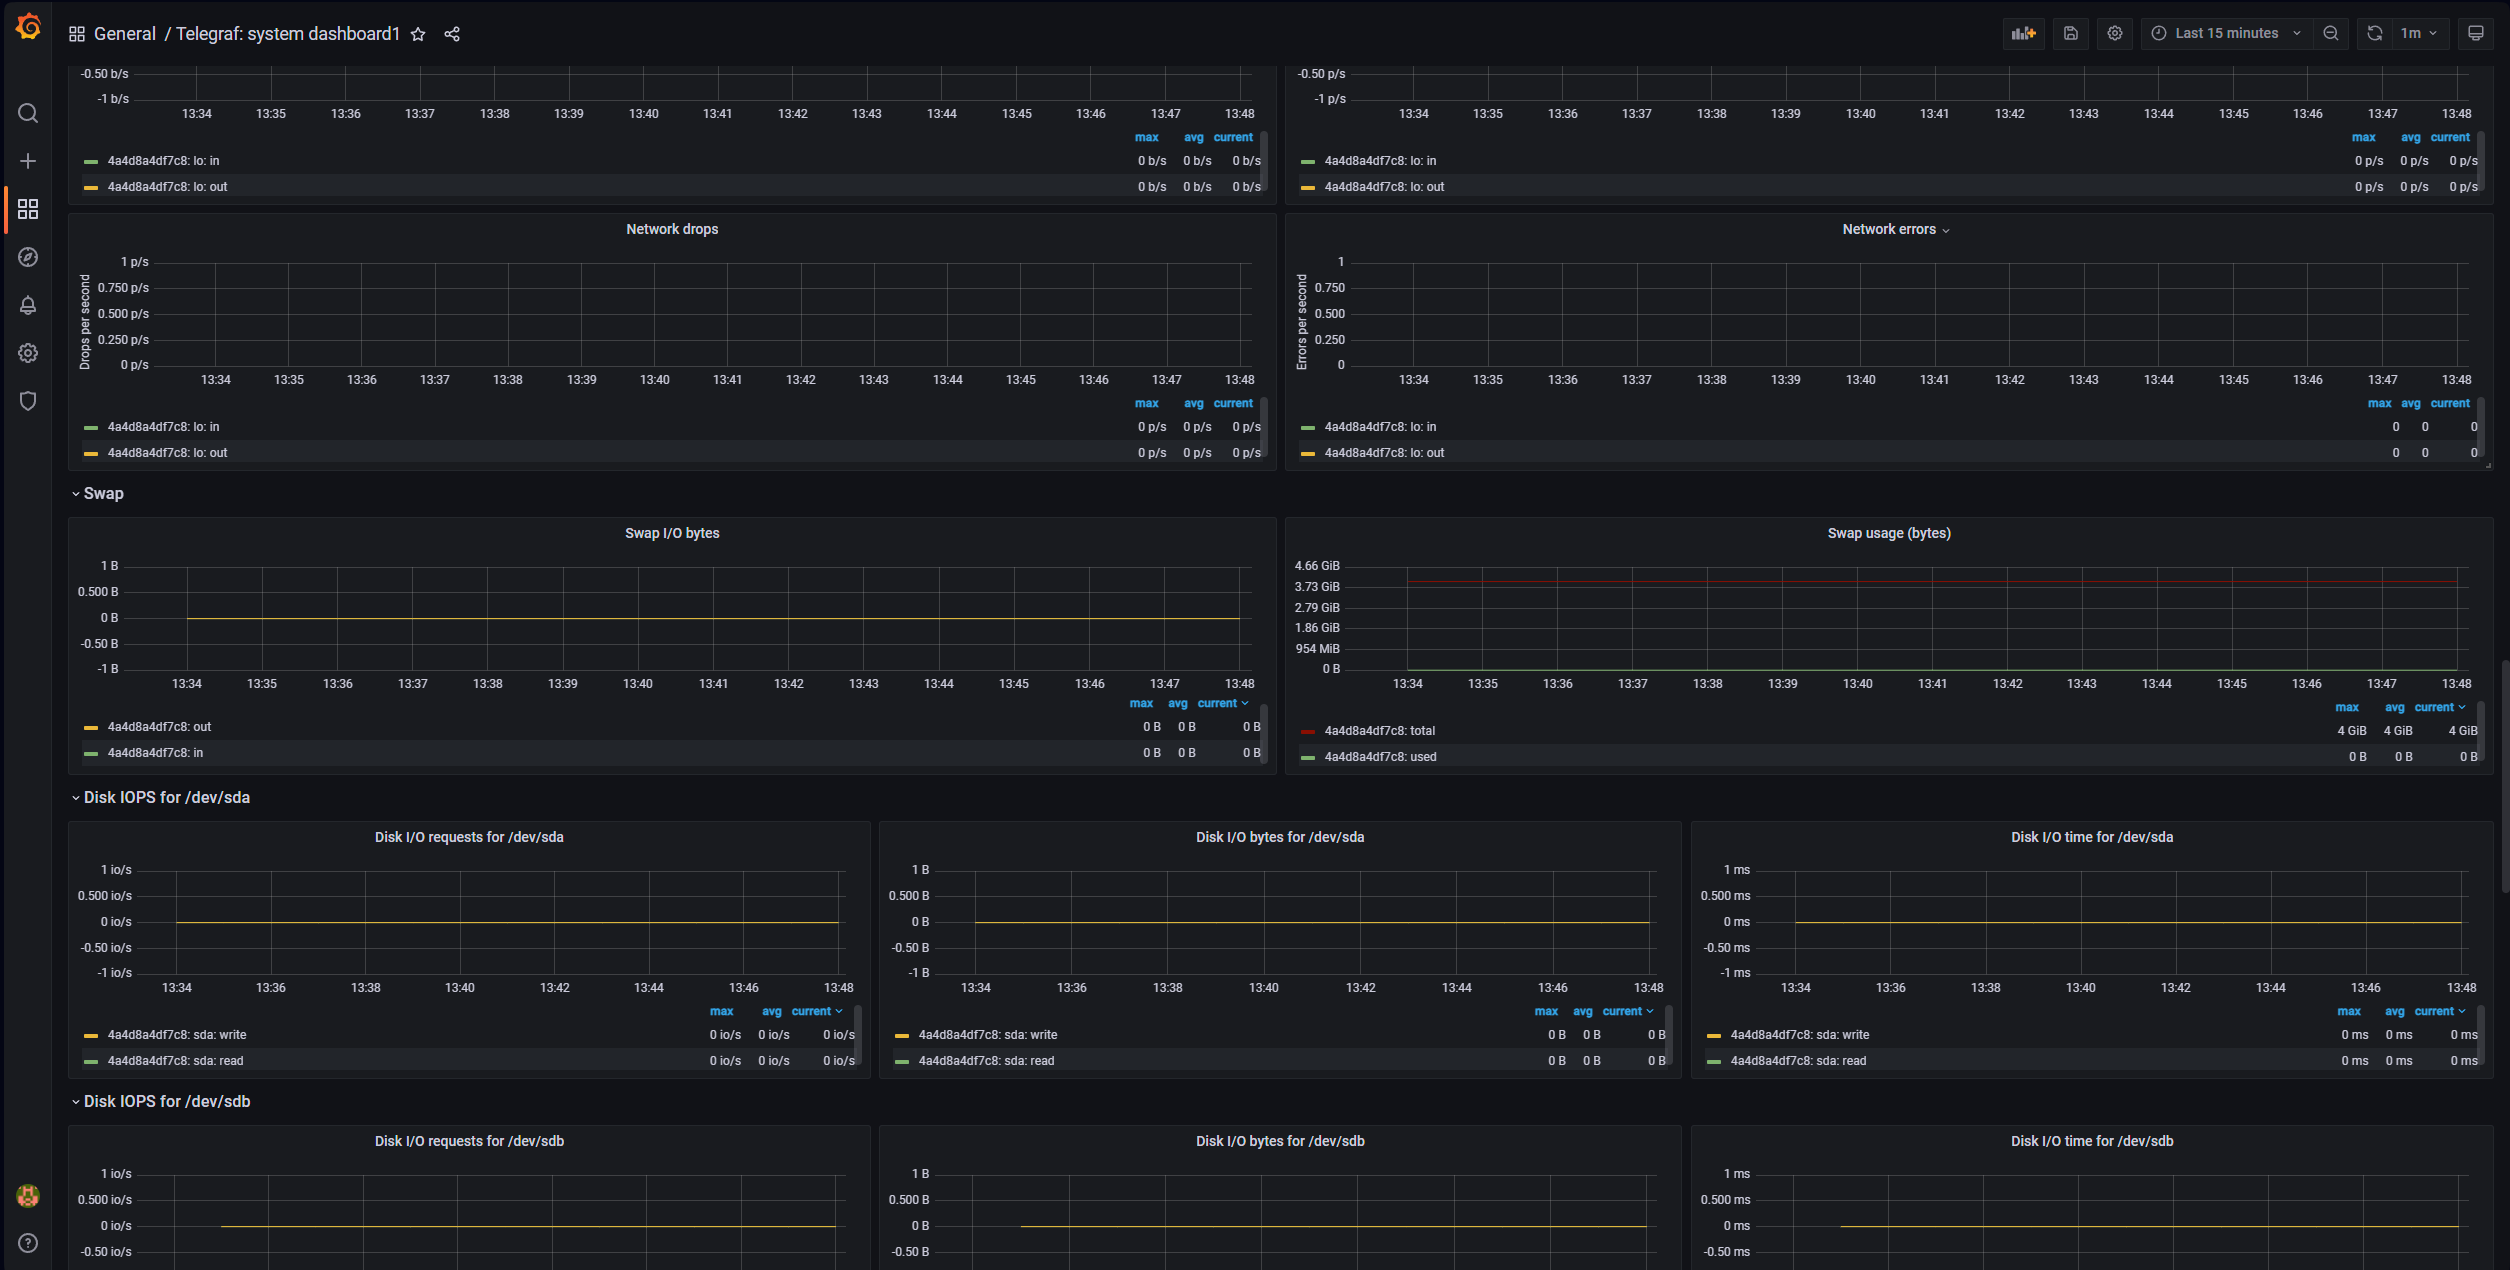 General / Telegraf: system dashboard1
Last 15 minutes
1m
-0.50 b/s
-1 b/s
13:34 13:35 13:36 13:37 13:38 13:39 13:40 13:41 13:42 13:43 13:44 13:45 13:46 13:47 13:48
max avg current
4a4d8a4df7c8: lo: in 0 b/s 0 b/s 0 b/s
4a4d8a4df7c8: lo: out 0 b/s 0 b/s 0 b/s
-0.50 p/s
-1 p/s
13:34 13:35 13:36 13:37 13:38 13:39 13:40 13:41 13:42 13:43 13:44 13:45 13:46 13:47 13:48
max avg current
4a4d8a4df7c8: lo: in 0 p/s 0 p/s 0 p/s
4a4d8a4df7c8: lo: out 0 p/s 0 p/s 0 p/s
Network drops
Drops per second
1 p/s
0.750 p/s
0.500 p/s
0.250 p/s
0 p/s
13:34 13:35 13:36 13:37 13:38 13:39 13:40 13:41 13:42 13:43 13:44 13:45 13:46 13:47 13:48
max avg current
4a4d8a4df7c8: lo: in 0 p/s 0 p/s 0 p/s
4a4d8a4df7c8: lo: out 0 p/s 0 p/s 0 p/s
Network errors
Errors per second
1
0.750
0.500
0.250
0
13:34 13:35 13:36 13:37 13:38 13:39 13:40 13:41 13:42 13:43 13:44 13:45 13:46 13:47 13:48
max avg current
4a4d8a4df7c8: lo: in 0 0 0
4a4d8a4df7c8: lo: out 0 0 0
Swap
Swap I/O bytes
1 B
0.500 B
0 B
-0.50 B
-1 B
13:34 13:35 13:36 13:37 13:38 13:39 13:40 13:41 13:42 13:43 13:44 13:45 13:46 13:47 13:48
max avg current
4a4d8a4df7c8: out 0 B 0 B 0 B
4a4d8a4df7c8: in 0 B 0 B 0 B
Swap usage (bytes)
4.66 GiB
3.73 GiB
2.79 GiB
1.86 GiB
954 MiB
0 B
13:34 13:35 13:36 13:37 13:38 13:39 13:40 13:41 13:42 13:43 13:44 13:45 13:46 13:47 13:48
max avg current
4a4d8a4df7c8: total 4 GiB 4 GiB 4 GiB
4a4d8a4df7c8: used 0 B 0 B 0 B
Disk IOPS for /dev/sda
Disk I/O requests for /dev/sda
1 io/s
0.500 io/s
0 io/s
-0.50 io/s
-1 io/s
13:34 13:36 13:38 13:40 13:42 13:44 13:46 13:48
max avg current
4a4d8a4df7c8: sda: write 0 io/s 0 io/s 0 io/s
4a4d8a4df7c8: sda: read 0 io/s 0 io/s 0 io/s
Disk I/O bytes for /dev/sda
1 B
0.500 B
0 B
-0.50 B
-1 B
13:34 13:36 13:38 13:40 13:42 13:44 13:46 13:48
max avg current
4a4d8a4df7c8: sda: write 0 B 0 B 0 B
4a4d8a4df7c8: sda: read 0 B 0 B 0 B
Disk I/O time for /dev/sda
1 ms
0.500 ms
0 ms
-0.50 ms
-1 ms
13:34 13:36 13:38 13:40 13:42 13:44 13:46 13:48
max avg current
4a4d8a4df7c8: sda: write 0 ms 0 ms 0 ms
4a4d8a4df7c8: sda: read 0 ms 0 ms 0 ms
Disk IOPS for /dev/sdb
Disk I/O requests for /dev/sdb
1 io/s
0.500 io/s
0 io/s
-0.50 io/s
Disk I/O bytes for /dev/sdb
1 B
0.500 B
0 B
-0.50 B
Disk I/O time for /dev/sdb
1 ms
0.500 ms
0 ms
-0.50 ms